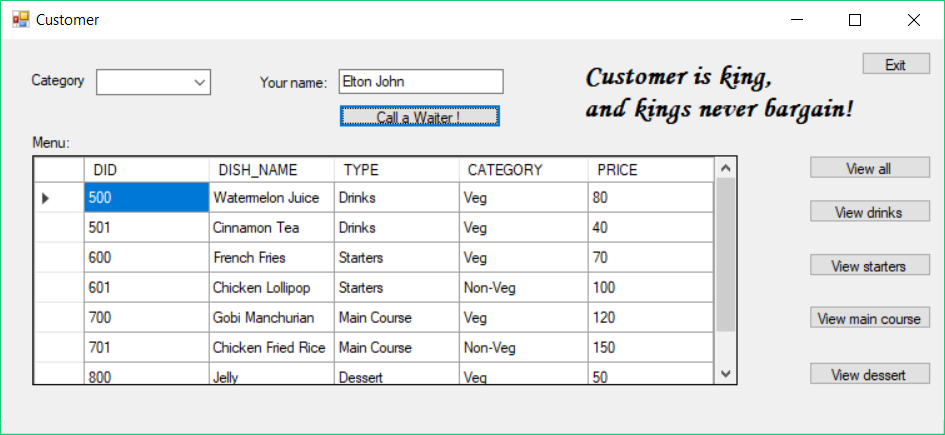 Customer
Exit
Category
Your name: Elton John
Customer is king,
and kings never bargain!
Call a Waiter !
Menu:
DID DISH_NAME TYPE CATEGORY PRICE
500 Watermelon Juice Drinks Veg 80
501 Cinnamon Tea Drinks Veg 40
600 French Fries Starters Veg 70
601 Chicken Lollipop Starters Non-Veg 100
700 Gobi Manchurian Main Course Veg 120
701 Chicken Fried Rice Main Course Non-Veg 150
800 Jelly Dessert Veg 50
View all
View drinks
View starters
View main course
View dessert